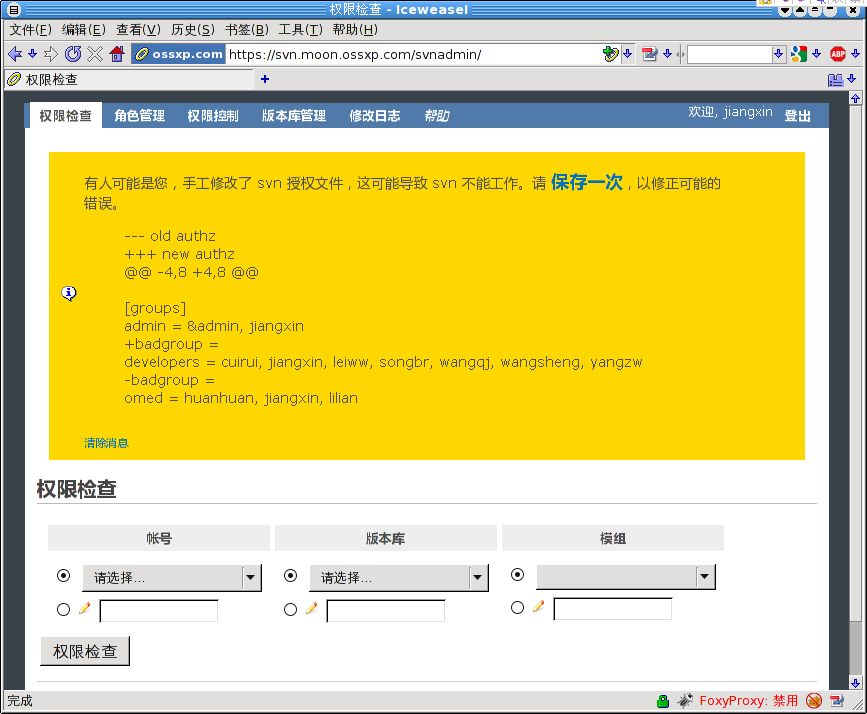 权限检查 - Iceweasel
文件(F) 编辑(E) 查看(V) 历史(S) 书签(B) 工具(T) 帮助(H)
ossxp.com https://svn.moon.ossxp.com/svnadmin/ ABP
权限检查
权限检查 角色管理 权限控制 版本库管理 修改日志 帮助 欢迎, jiangxin 登出
有人可能是您，手工修改了 svn 授权文件，这可能导致 svn 不能工作。请 保存一次，以修正可能的
错误。
--- old authz
+++ new authz
@@ -4,8 +4,8 @@
[groups]
admin = &admin, jiangxin
+badgroup =
developers = cuirui, jiangxin, leiww, songbr, wangqj, wangsheng, yangzw
-badgroup =
omed = huanhuan, jiangxin, lilian
清除消息
权限检查
帐号 版本库 模组
请选择... 请选择...
权限检查
完成 FoxyProxy: 禁用